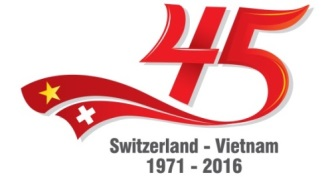 45
Switzerland - Vietnam
1971 - 2016